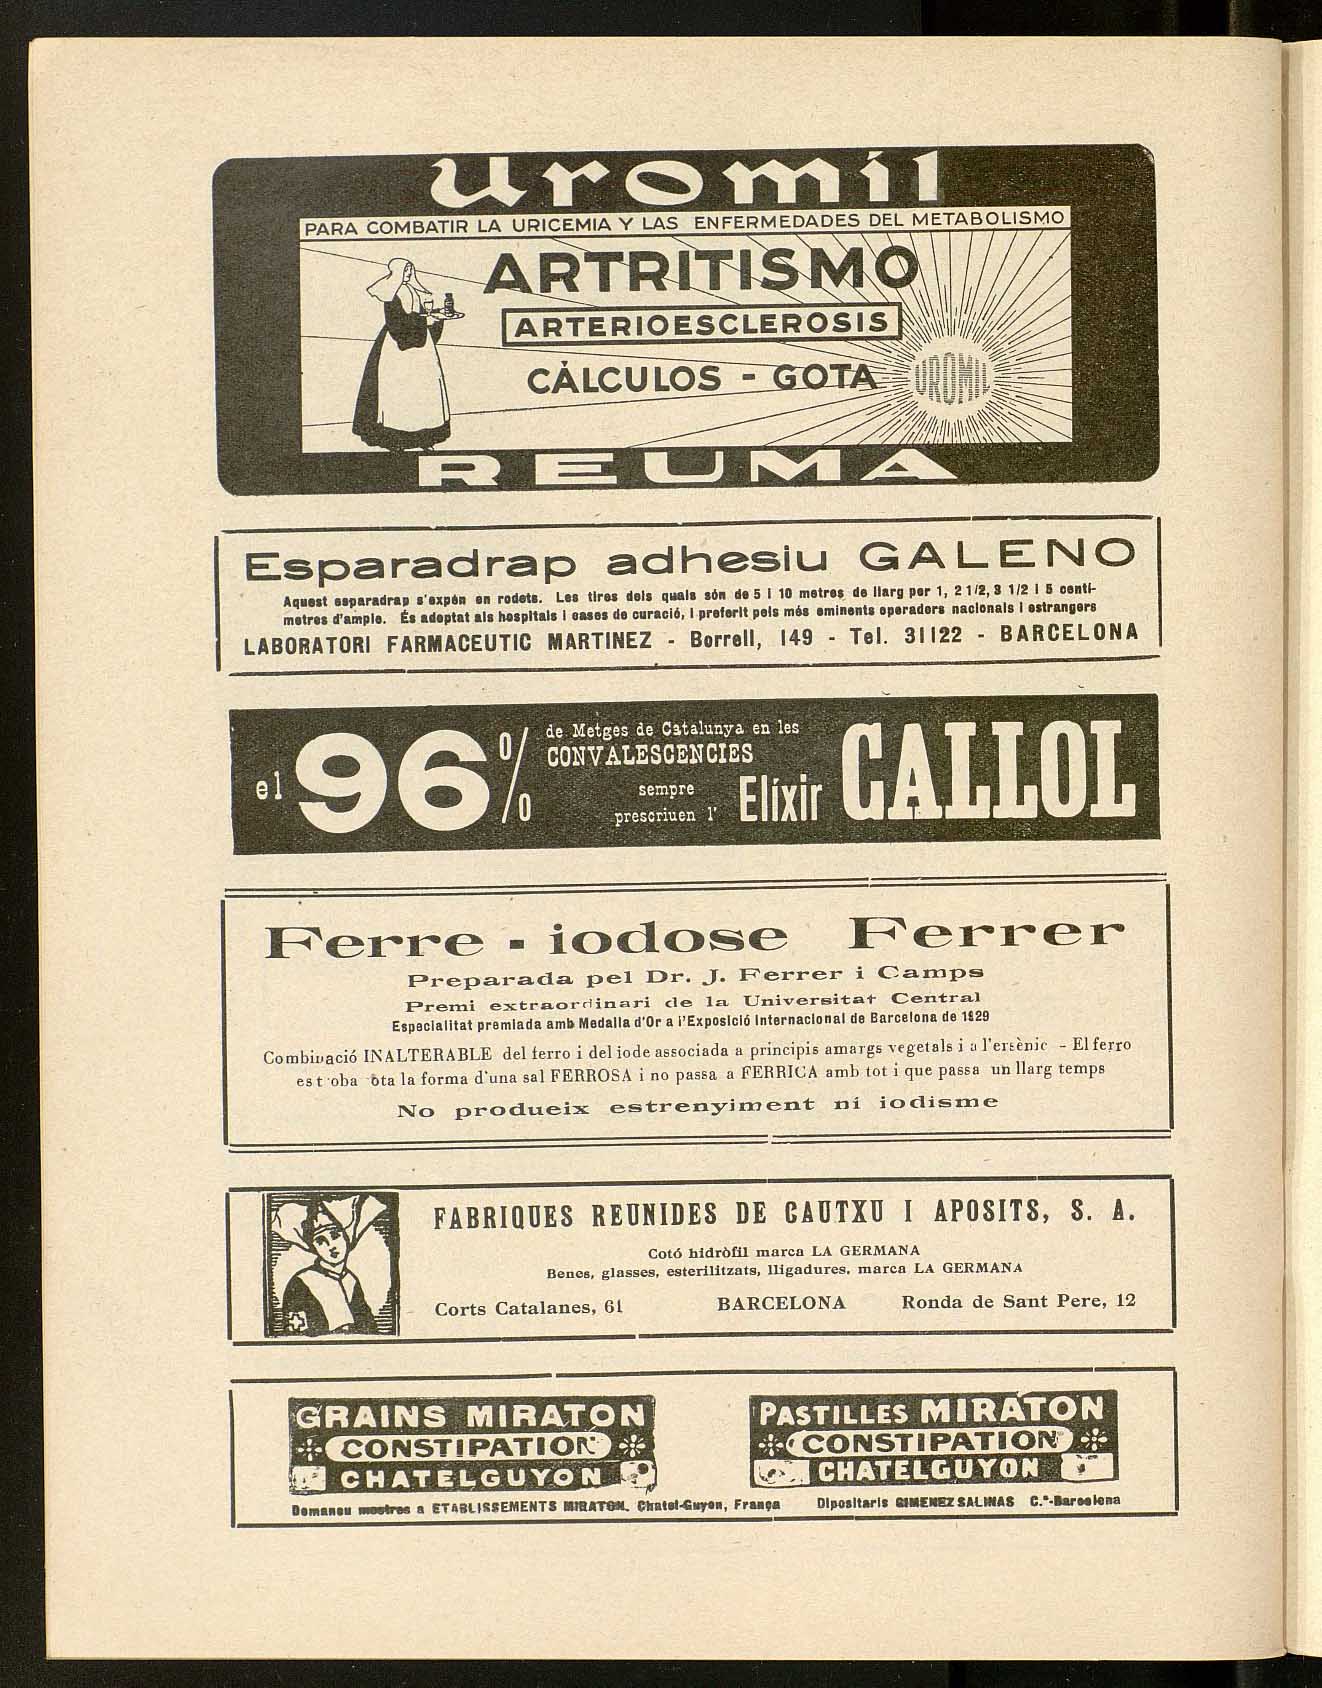 Uromil
PARA COMBATIR LA URICEMIA Y LAS ENFERMEDADES DEL METABOLISMO
ARTRITISMO
ARTERIOESCLEROSIS
CÀLCULOS - GOTA
UROMIL
REUMA
Esparadrap adhesiu GALENO
Aquest esparadrap s'expèn en rodets. Les tires dels quals són de 5 i 10 metres de llarg per 1, 2 1/2, 3 1/2 i 5 centí-
metres d'ample. És adoptat als hospitals i cases de curació, i preferit pels més eminents operadors nacionals i estrangers
LABORATORI FARMACEUTIC MARTINEZ - Borrell, 149 - Tel. 31122 - BARCELONA
el 96 %
de Metges de Catalunya en les
CONVALESCENCIES
sempre
prescriuen l'
Elíxir CALLOL
Ferre - iodose Ferrer
Preparada pel Dr. J. Ferrer i Camps
Premi extraordinari de la Universitat Central
Especialitat premiada amb Medalla d'Or a l'Exposició Internacional de Barcelona de 1929
Combinació INALTERABLE del ferro i del iode associada a principis amargs vegetals i a l'ersènic - El ferro
es troba sota la forma d'una sal FERROSA i no passa a FERRICA amb tot i que passa un llarg temps
No produeix estrenyiment ni iodisme
FABRIQUES REUNIDES DE CAUTXU I APOSITS, S. A.
Cotó hidròfil marca LA GERMANA
Benes, glasses, esterilitzats, lligadures, marca LA GERMANA
Corts Catalanes, 61 BARCELONA Ronda de Sant Pere, 12
GRAINS MIRATON
CONSTIPATION
CHATELGUYON
PASTILLES MIRATON
CONSTIPATION
CHATELGUYON
Demaneu mostres a ETABLISSEMENTS MIRATON. Chatel-Guyon, França Dipositaris GIMENEZ SALINAS C.ª-Barcelona